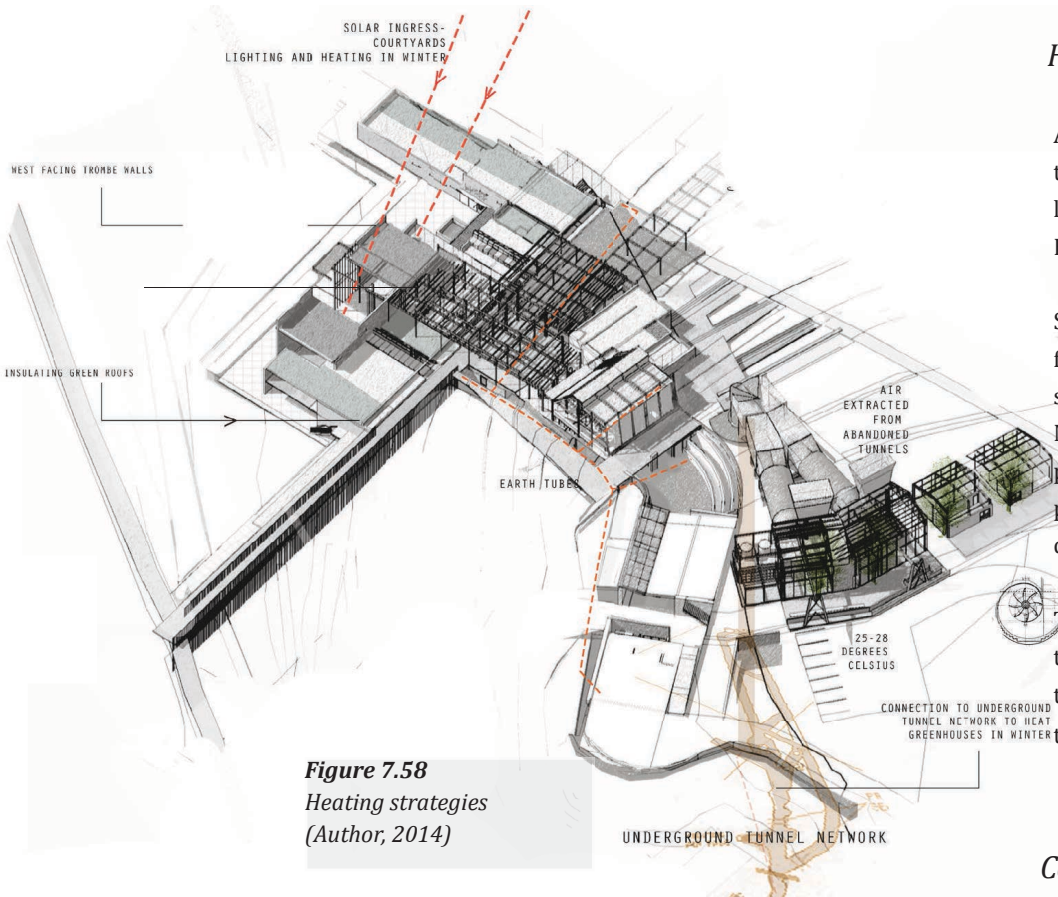 SOLAR INGRESS-
COURTYARDS
LIGHTING AND HEATING IN WINTER
WEST FACING TROMBE WALLS
INSULATING GREEN ROOFS
EARTH TUBES
AIR
EXTRACTED
FROM
ABANDONED
TUNNELS
25-28
DEGREES
CELSIUS
CONNECTION TO UNDERGROUND
TUNNEL NETWORK TO HEAT
GREENHOUSES IN WINTER
UNDERGROUND TUNNEL NETWORK
Figure 7.58
Heating strategies
(Author, 2014)